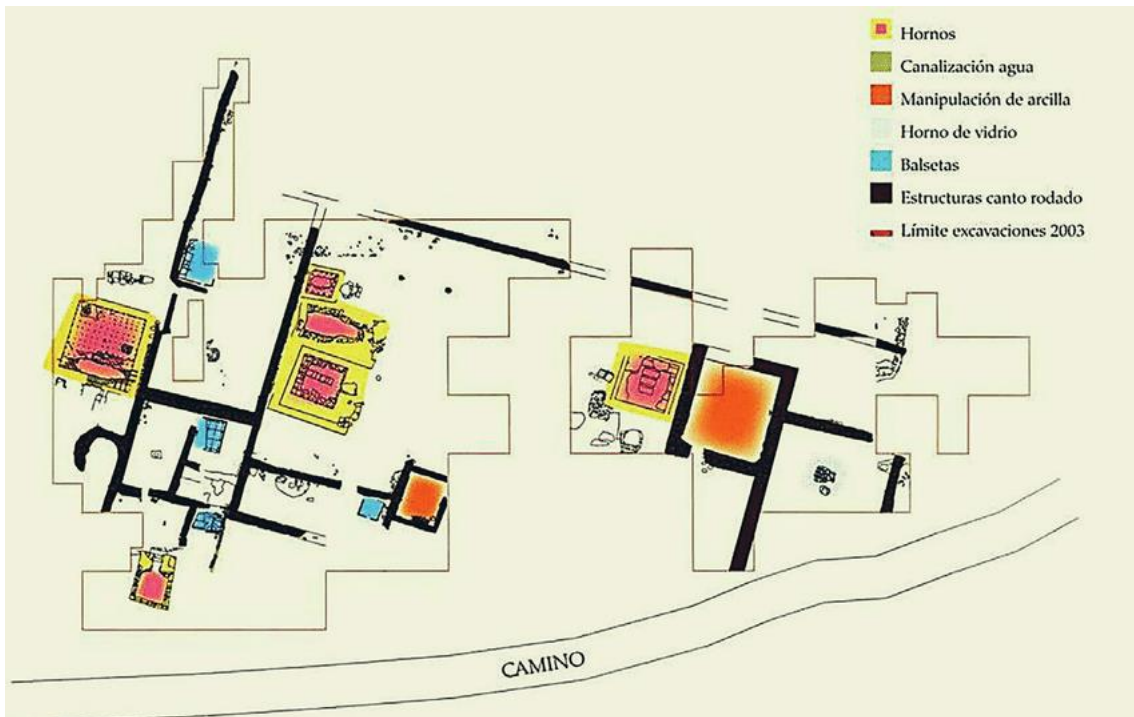 Hornos
Canalización agua
Manipulación de arcilla
Horno de vidrio
Balsetas
Estructuras canto rodado
Límite excavaciones 2003
CAMINO